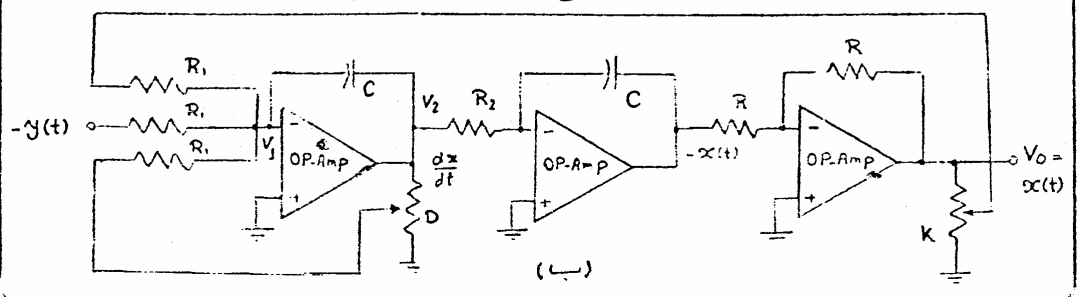 R₁
R₁
R₁
-y(t)
V₁
C
-
OP-Amp
+
V₂
dx/dt
D
R₂
C
-
OP-Amp
+
-x(t)
R
R
-
OP-Amp
+
V₀ =
x(t)
K
(ب)